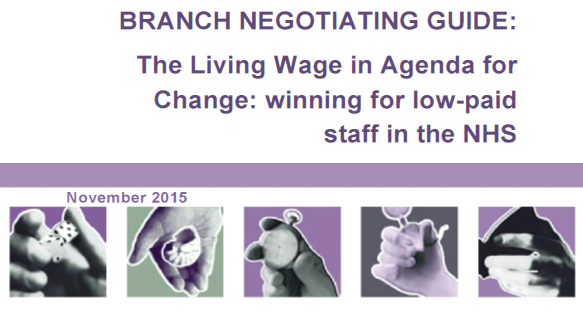 BRANCH NEGOTIATING GUIDE:
The Living Wage in Agenda for
Change: winning for low-paid
staff in the NHS
November 2015